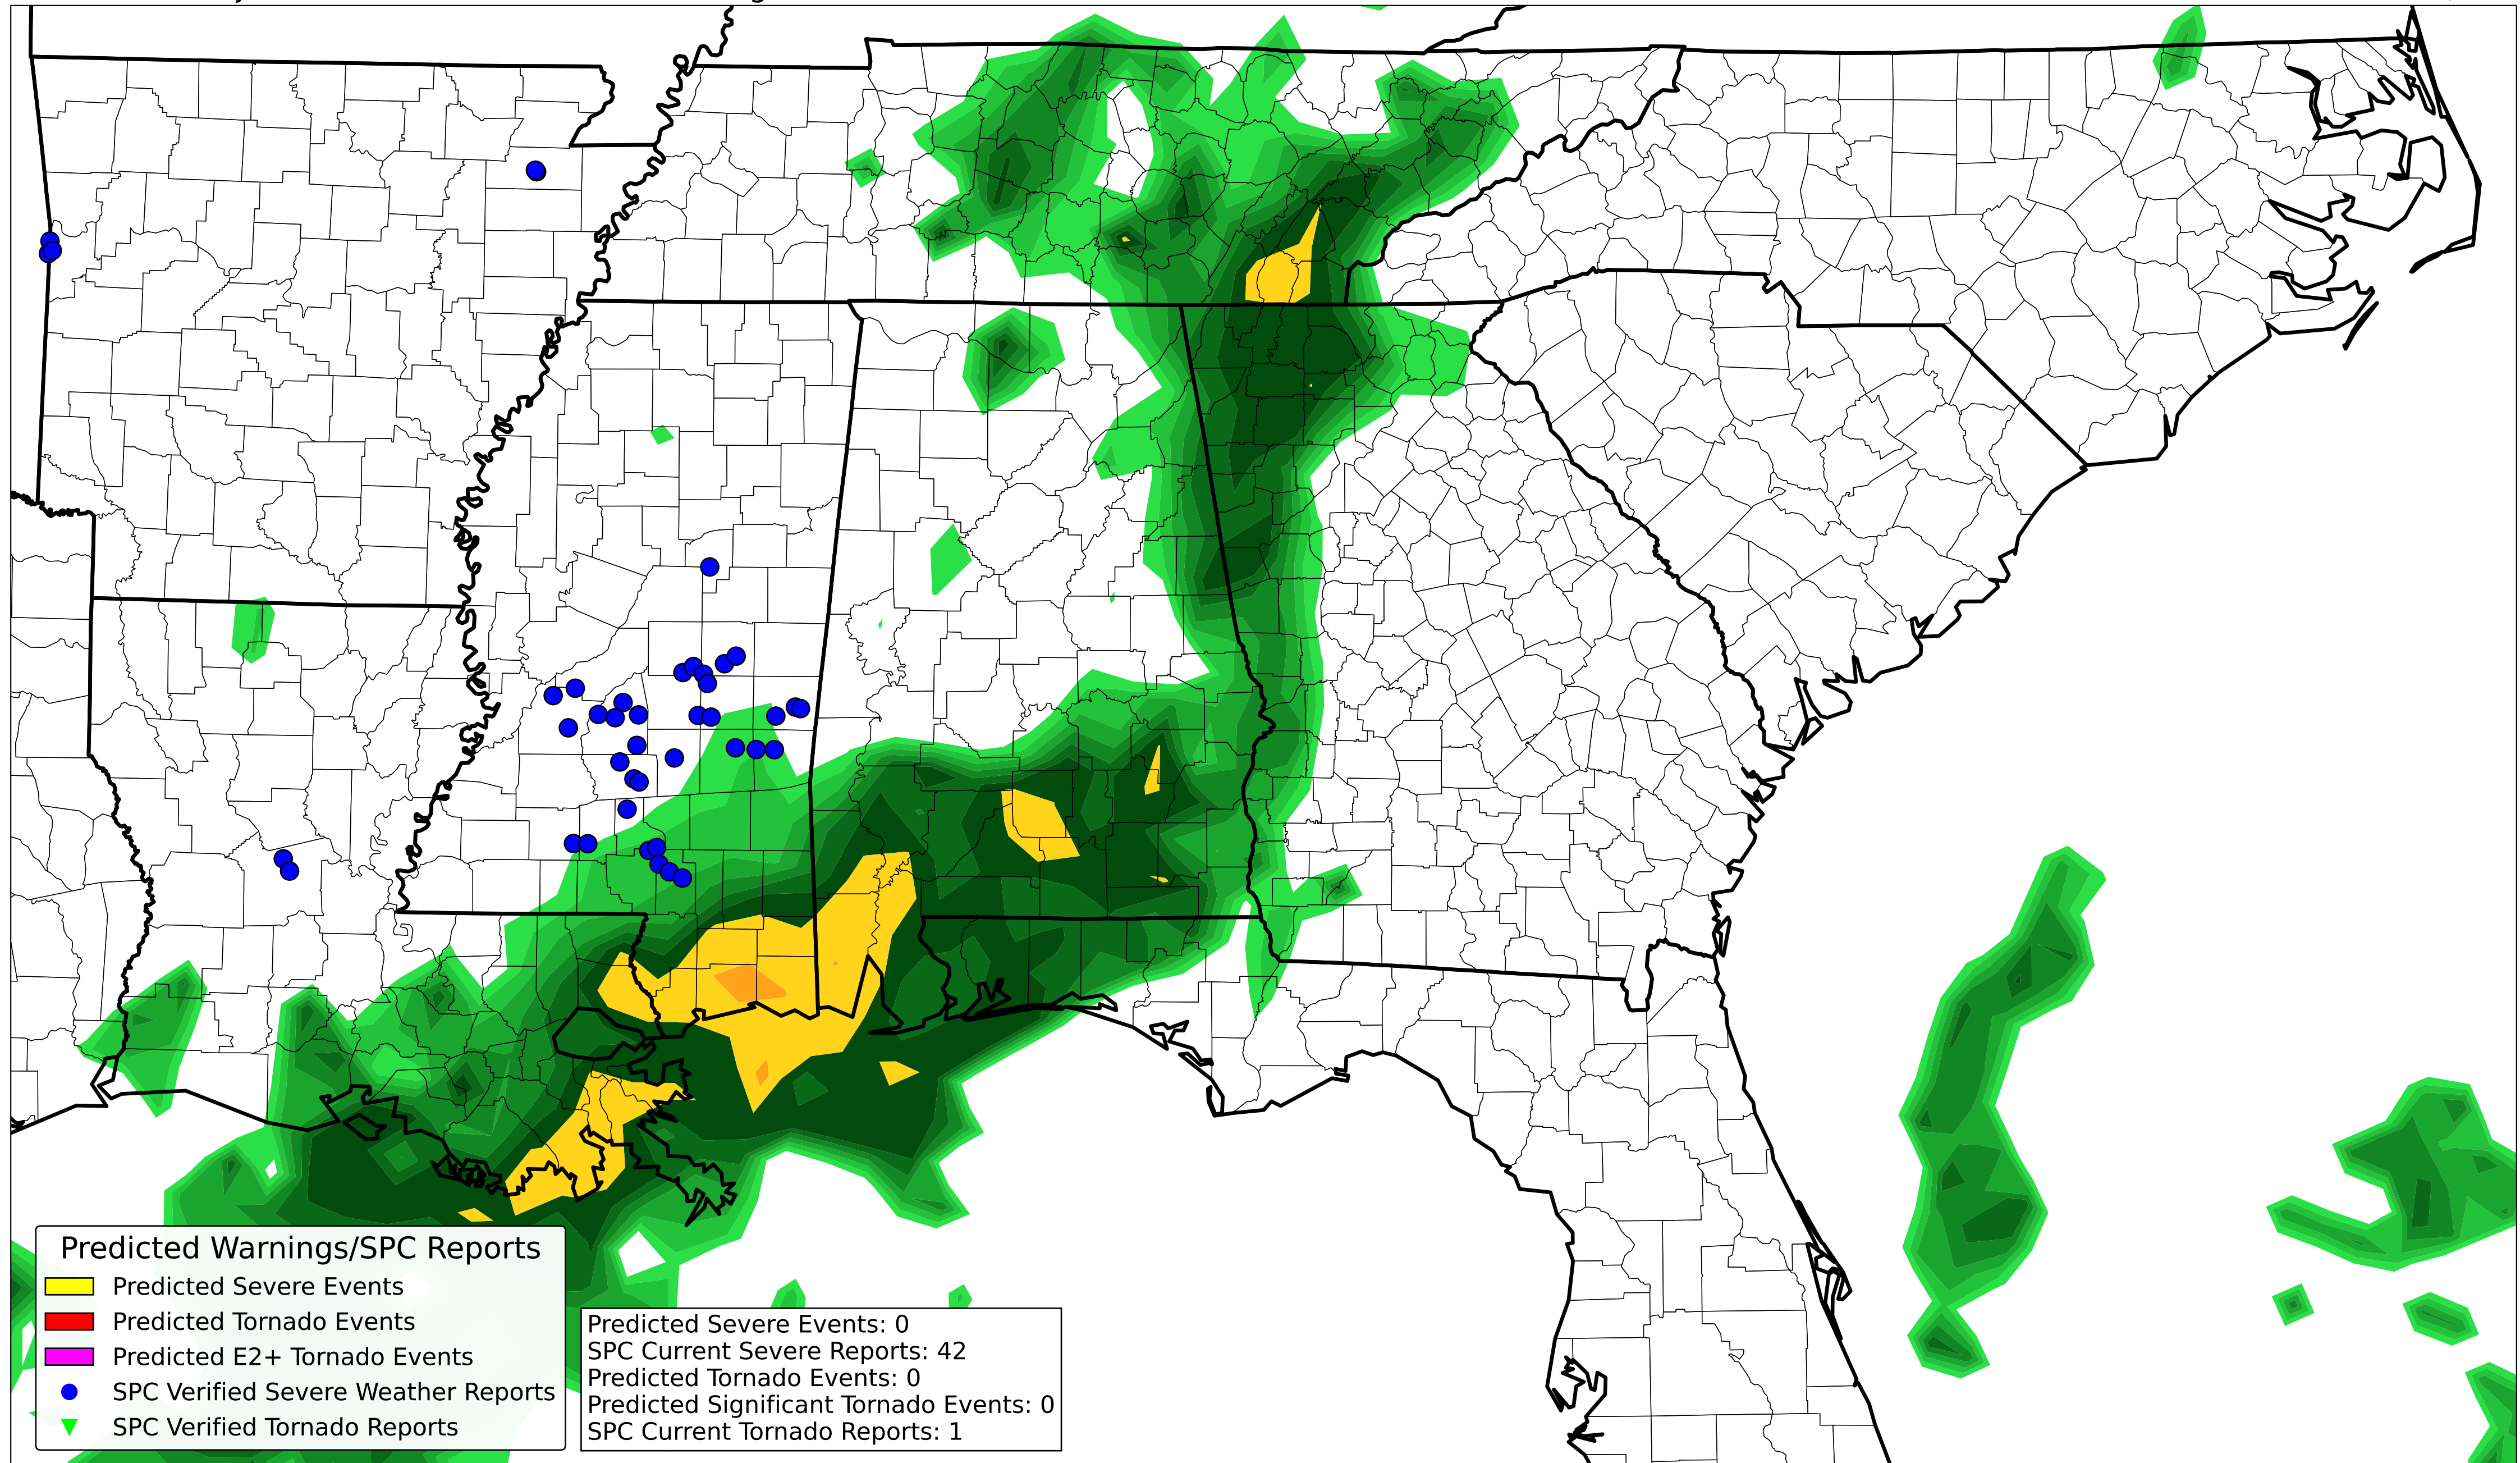 Predicted Warnings/SPC Reports
Predicted Severe Events
Predicted Tornado Events
Predicted E2+ Tornado Events
SPC Verified Severe Weather Reports
SPC Verified Tornado Reports
Predicted Severe Events: 0
SPC Current Severe Reports: 42
Predicted Tornado Events: 0
Predicted Significant Tornado Events: 0
SPC Current Tornado Reports: 1